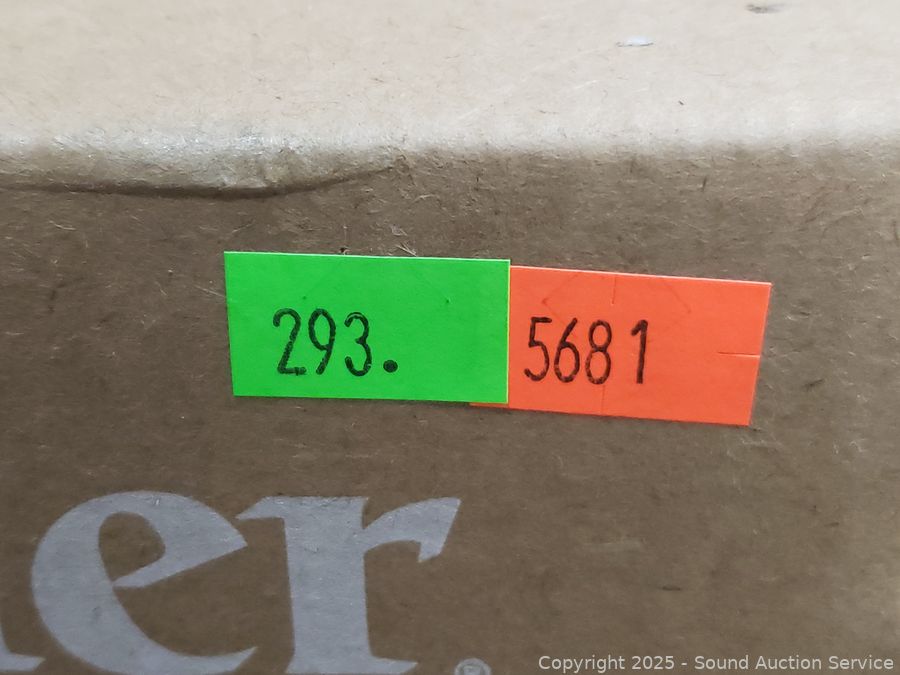 293.
5681
er
Copyright 2025 - Sound Auction Service